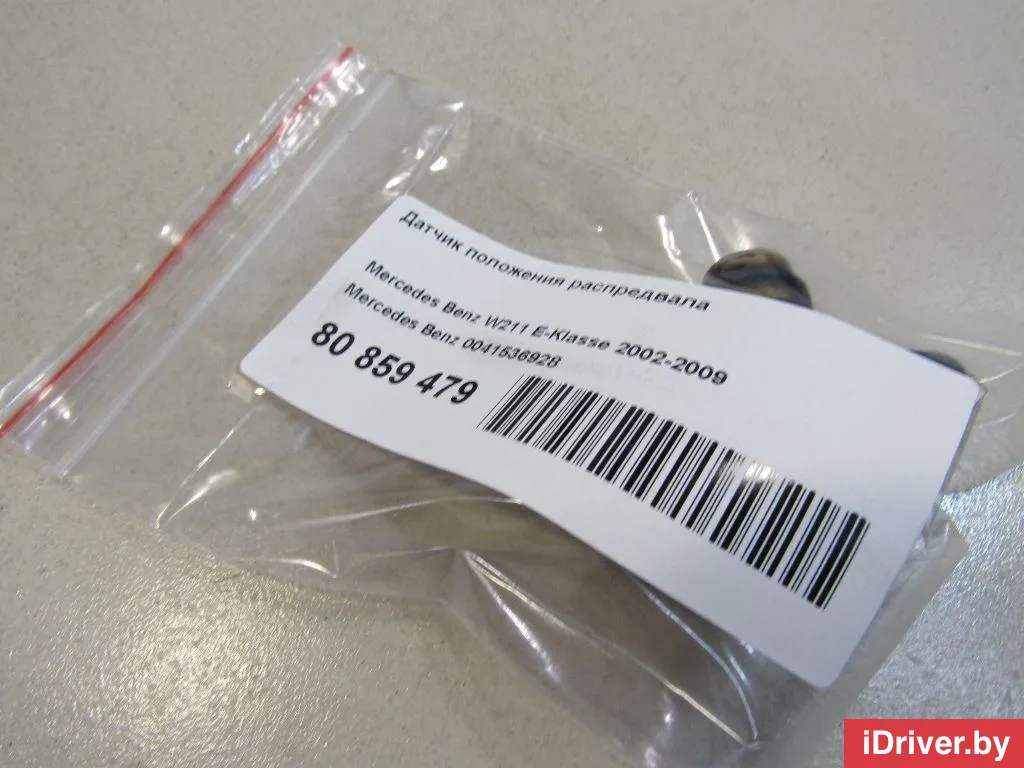 Датчик положения распредвала
Mercedes Benz W211 E-Klasse 2002-2009
Mercedes Benz 0041536928
80 859 479
iDriver.by